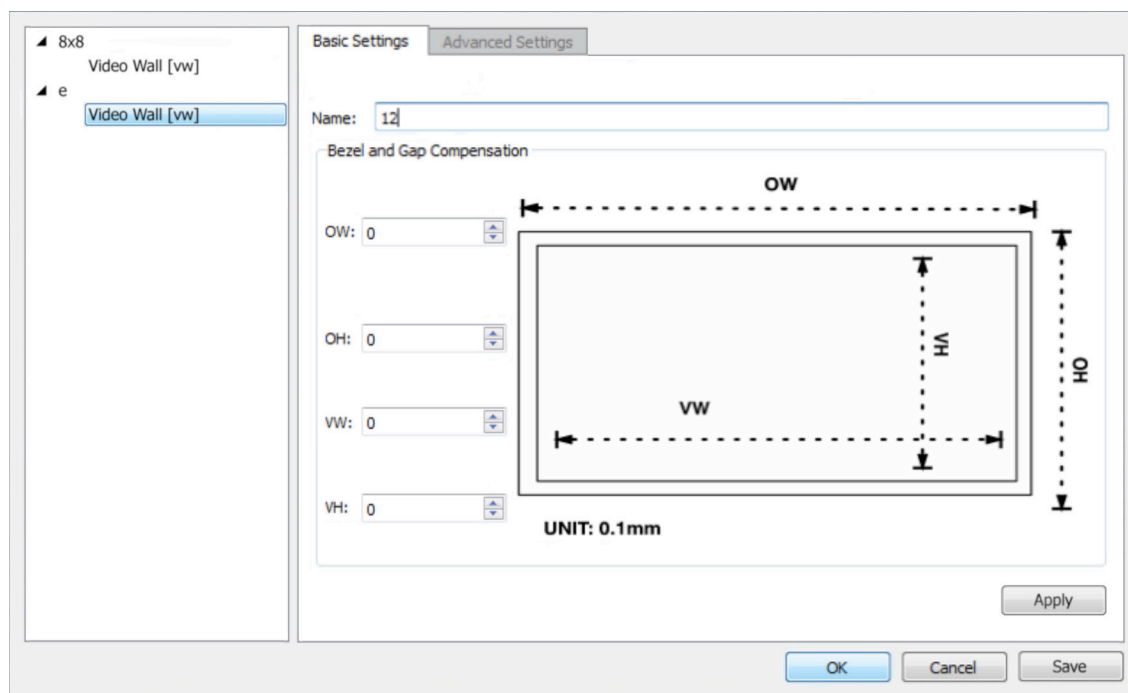 8x8
Video Wall [vw]
e
Video Wall [vw]
Basic Settings
Advanced Settings
Name: 12
Bezel and Gap Compensation
OW
OW: 0
OH: 0
VH
OH
VW
VW: 0
VH: 0
UNIT: 0.1mm
Apply
OK
Cancel
Save